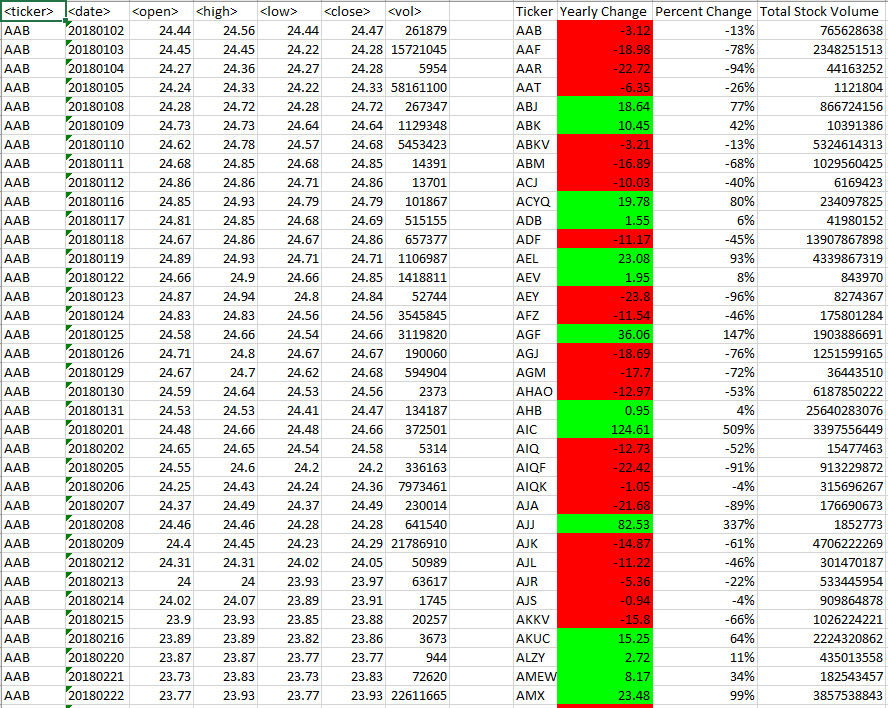 <ticker> <date> <open> <high> <low> <close> <vol> Ticker Yearly Change Percent Change Total Stock Volume
AAB 20180102 24.44 24.56 24.44 24.47 261879 AAB -3.12 -13% 765628638
AAB 20180103 24.45 24.45 24.22 24.28 15721045 AAF -18.98 -78% 2348251513
AAB 20180104 24.27 24.36 24.27 24.28 5954 AAR -22.72 -94% 44163252
AAB 20180105 24.24 24.33 24.22 24.33 58161100 AAT -6.35 -26% 1121804
AAB 20180108 24.28 24.72 24.28 24.72 267347 ABJ 18.64 77% 866724156
AAB 20180109 24.73 24.73 24.64 24.64 1129348 ABK 10.45 42% 10391386
AAB 20180110 24.62 24.78 24.57 24.68 5453423 ABKV -3.21 -13% 5324614313
AAB 20180111 24.68 24.85 24.68 24.85 14391 ABM -16.89 -68% 1029560425
AAB 20180112 24.86 24.86 24.71 24.86 13701 ACJ -10.03 -40% 6169423
AAB 20180116 24.85 24.93 24.79 24.79 101867 ACYQ 19.78 80% 234097825
AAB 20180117 24.81 24.85 24.68 24.69 515155 ADB 1.55 6% 41980152
AAB 20180118 24.67 24.86 24.67 24.86 657377 ADF -11.17 -45% 13907867898
AAB 20180119 24.89 24.93 24.71 24.71 1106987 AEL 23.08 93% 4339867319
AAB 20180122 24.66 24.9 24.66 24.85 1418811 AEV 1.95 8% 843970
AAB 20180123 24.87 24.94 24.8 24.84 52744 AEY -23.8 -96% 8274367
AAB 20180124 24.83 24.83 24.56 24.56 3545845 AFZ -11.54 -46% 175801284
AAB 20180125 24.58 24.66 24.54 24.66 3119820 AGF 36.06 147% 1903886691
AAB 20180126 24.71 24.8 24.67 24.67 190060 AGJ -18.69 -76% 1251599165
AAB 20180129 24.67 24.7 24.62 24.68 594904 AGM -17.7 -72% 36443510
AAB 20180130 24.59 24.64 24.53 24.56 2373 AHAO -12.97 -53% 6187850222
AAB 20180131 24.53 24.53 24.41 24.47 134187 AHB 0.95 4% 25640283076
AAB 20180201 24.48 24.66 24.48 24.66 372501 AIC 124.61 509% 3397556449
AAB 20180202 24.65 24.65 24.54 24.58 5314 AIQ -12.73 -52% 15477463
AAB 20180205 24.55 24.6 24.2 24.2 336163 AIQF -22.42 -91% 913229872
AAB 20180206 24.25 24.43 24.24 24.36 7973461 AIQK -1.05 -4% 315696267
AAB 20180207 24.37 24.49 24.37 24.49 230014 AJA -21.68 -89% 176690673
AAB 20180208 24.46 24.46 24.28 24.28 641540 AJJ 82.53 337% 1852773
AAB 20180209 24.4 24.45 24.23 24.29 21786910 AJK -14.87 -61% 4706222269
AAB 20180212 24.31 24.31 24.02 24.05 50989 AJL -11.22 -46% 301470187
AAB 20180213 24 24 23.93 23.97 63617 AJR -5.36 -22% 533445954
AAB 20180214 24.02 24.07 23.89 23.91 1745 AJS -0.94 -4% 909864878
AAB 20180215 23.9 23.93 23.85 23.88 20257 AKKV -15.8 -66% 1026224221
AAB 20180216 23.89 23.89 23.82 23.86 3673 AKUC 15.25 64% 2224320862
AAB 20180220 23.87 23.87 23.77 23.77 944 ALZY 2.72 11% 435013558
AAB 20180221 23.73 23.83 23.73 23.83 72620 AMEW 8.17 34% 182543457
AAB 20180222 23.77 23.93 23.77 23.93 22611665 AMX 23.48 99% 3857538843